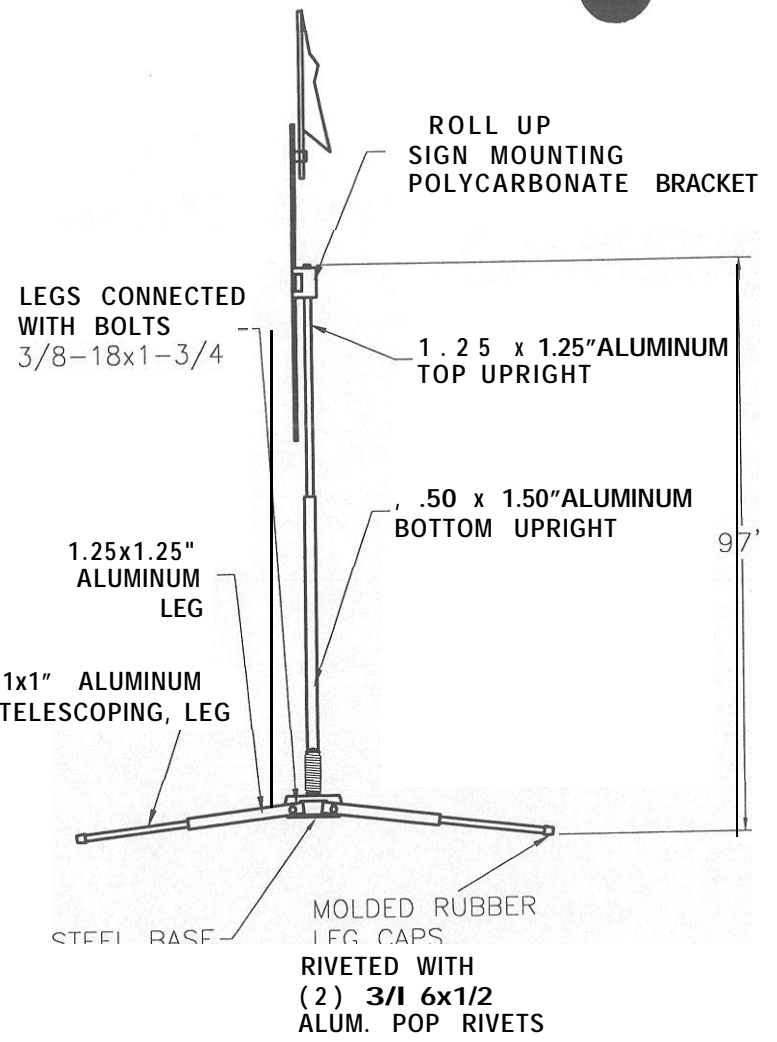 ROLL UP
SIGN MOUNTING
POLYCARBONATE BRACKET
LEGS CONNECTED
WITH BOLTS
3/8-18x1-3/4
1.25 x 1.25"ALUMINUM
TOP UPRIGHT
, .50 x 1.50"ALUMINUM
BOTTOM UPRIGHT
97'
1.25x1.25"
ALUMINUM
LEG
1x1" ALUMINUM
TELESCOPING, LEG
STEEL BASE
MOLDED RUBBER
LEG CAPS
RIVETED WITH
(2) 3/I 6x1/2
ALUM. POP RIVETS